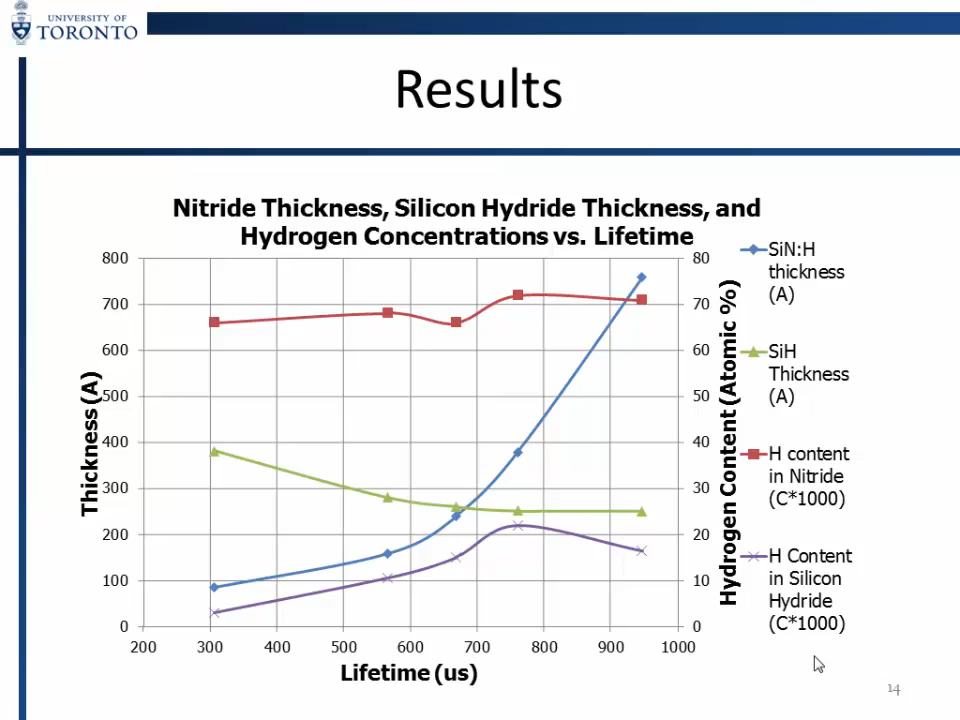 UNIVERSITY OF
TORONTO
Results
Nitride Thickness, Silicon Hydride Thickness, and
Hydrogen Concentrations vs. Lifetime
800
700
600
500
400
300
200
100
0
Thickness (A)
200 300 400 500 600 700 800 900 1000
Lifetime (us)
80
70
60
50
40
30
20
10
0
Hydrogen Content (Atomic %)
SiN:H
thickness
(A)
SiH
Thickness
(A)
H content
in Nitride
(C*1000)
H Content
in Silicon
Hydride
(C*1000)
14